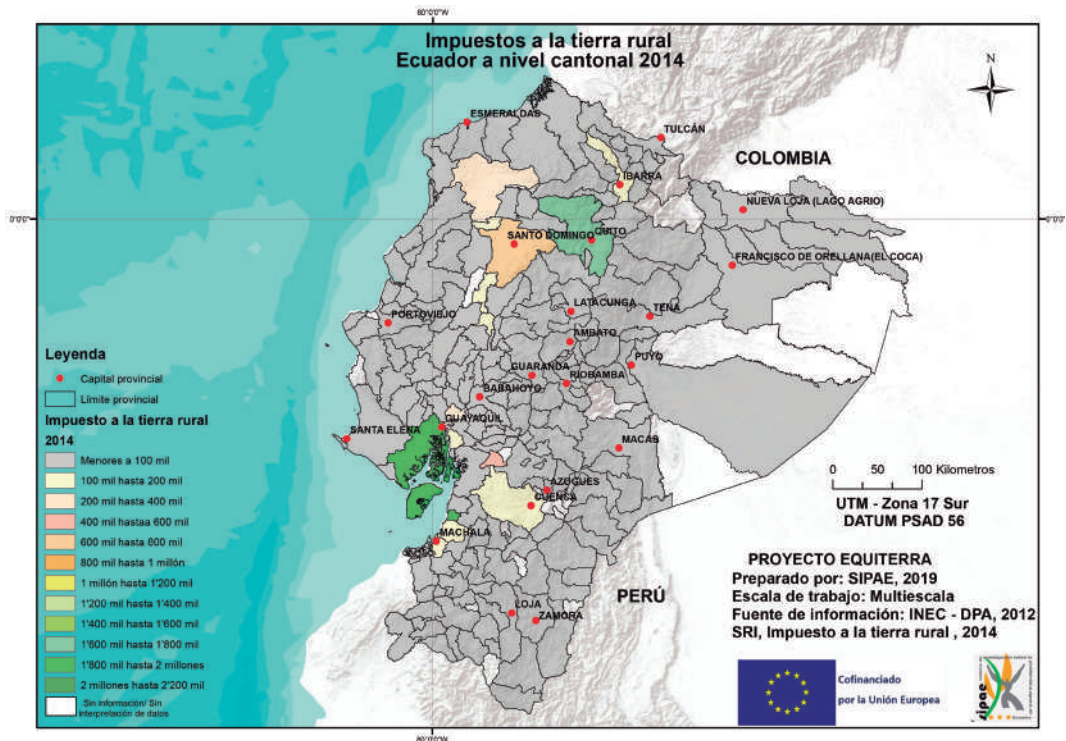 80°0'0"W
Impuestos a la tierra rural
Ecuador a nivel cantonal 2014
N
ESMERALDAS
TULCÁN
COLOMBIA
IBARRA
NUEVA LOJA (LAGO AGRIO)
0°0'0"
0°0'0"
SANTO DOMINGO
QUITO
FRANCISCO DE ORELLANA(EL COCA)
LATACUNGA
TENA
PORTOVIEJO
AMBATO
PUYO
GUARANDA
RIOBAMBA
BABAHOYO
GUAYAQUIL
SANTA ELENA
MACAS
AZOGUES
CUENCA
MACHALA
LOJA
ZAMORA
PERÚ
Leyenda
Capital provincial
Límite provincial
Impuesto a la tierra rural
2014
Menores a 100 mil
100 mil hasta 200 mil
200 mil hasta 400 mil
400 mil hastaa 600 mil
600 mil hasta 800 mil
800 mil hasta 1 millón
1 millón hasta 1'200 mil
1'200 mil hasta 1'400 mil
1'400 mil hasta 1'600 mil
1'600 mil hasta 1'800 mil
1'800 mil hasta 2 millones
2 millones hasta 2'200 mil
Sin información/ Sin
interpretación de datos
0 50 100 Kilometros
UTM - Zona 17 Sur
DATUM PSAD 56
PROYECTO EQUITERRA
Preparado por: SIPAE, 2019
Escala de trabajo: Multiescala
Fuente de información: INEC - DPA, 2012
SRI, Impuesto a la tierra rural , 2014
Cofinanciado
por la Unión Europea
sipae
80°0'0"W